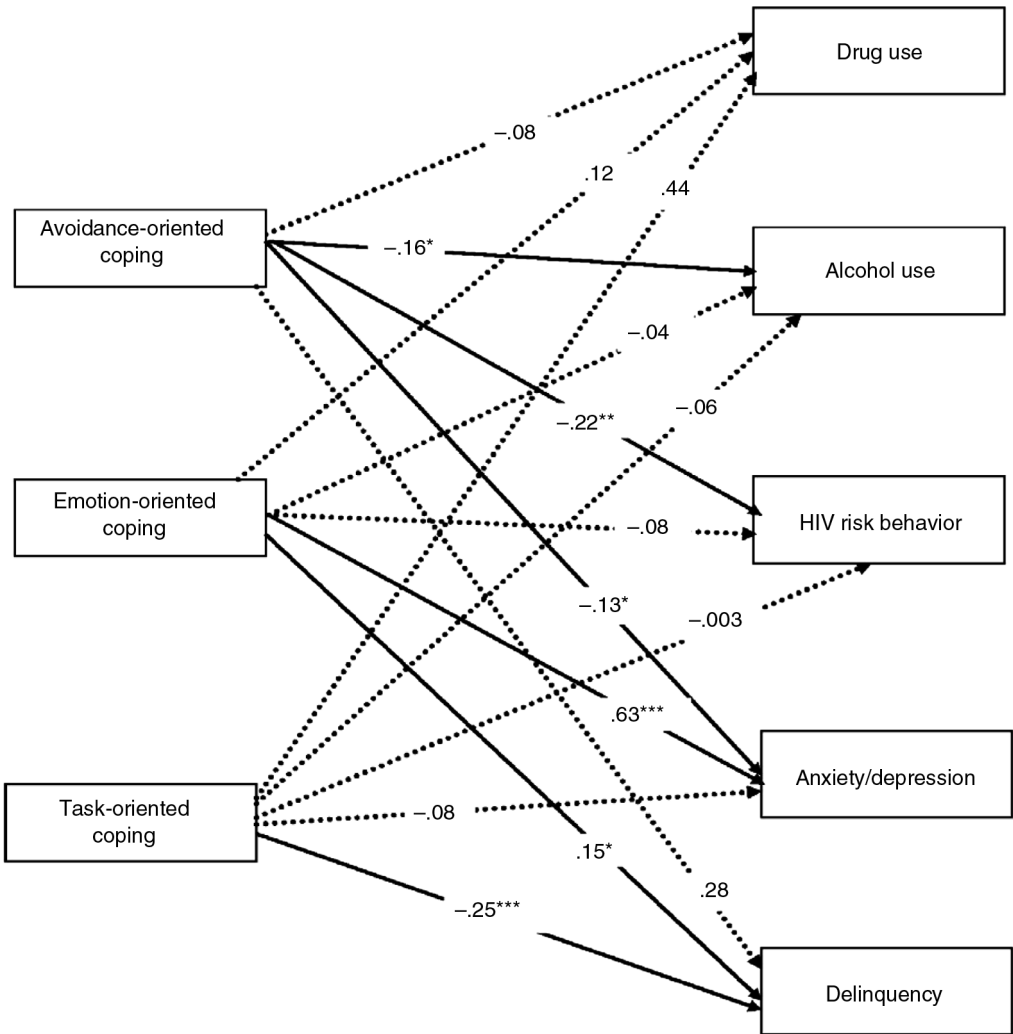 Drug use
–.08
.12
.44
Avoidance-oriented
coping
–.16*
Alcohol use
–.04
–.06
–.22**
Emotion-oriented
coping
–.08
HIV risk behavior
–.13*
–.003
.63***
Anxiety/depression
Task-oriented
coping
–.08
.15*
.28
–.25***
Delinquency